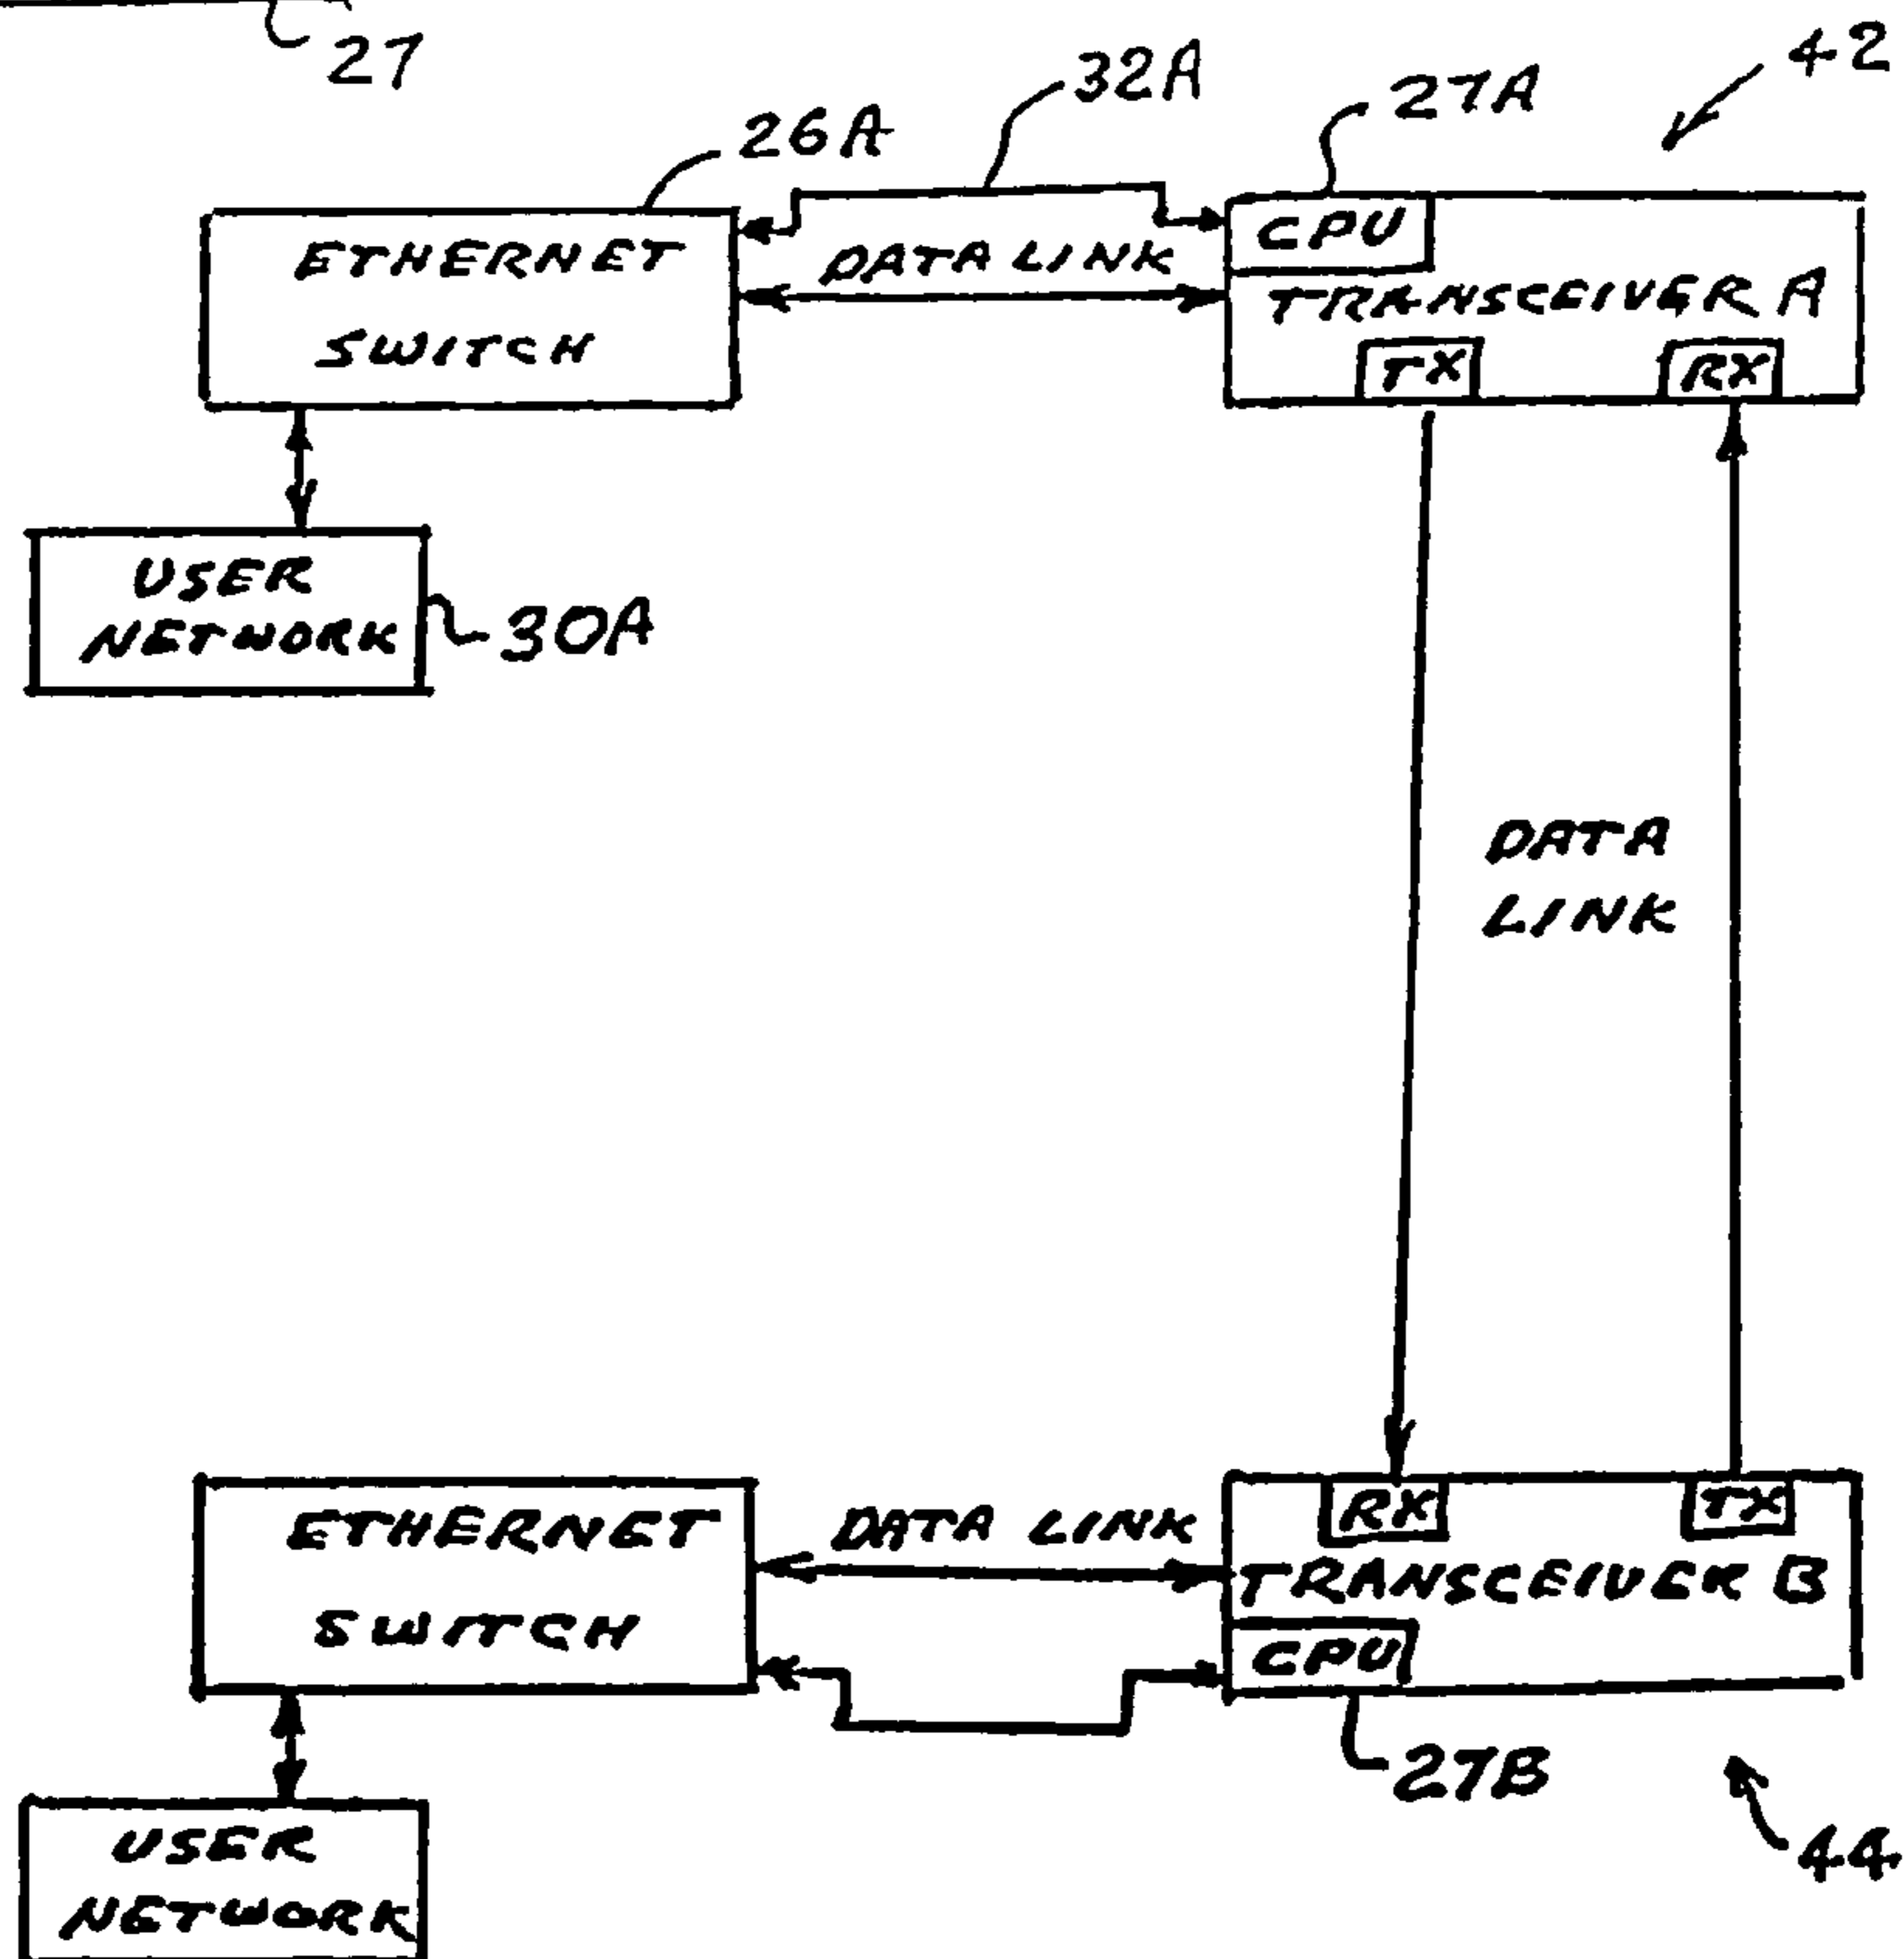 27
42
32A
27A
26A
CPU
ETHERNET
SWITCH
DATA LINK
TRANSCEIVER A
TX
RX
USER
NETWORK
30A
DATA
LINK
ETHERNET
SWITCH
DATA LINK
RX
TX
TRANSCEIVER B
CPU
27B
44
USER
NETWORK